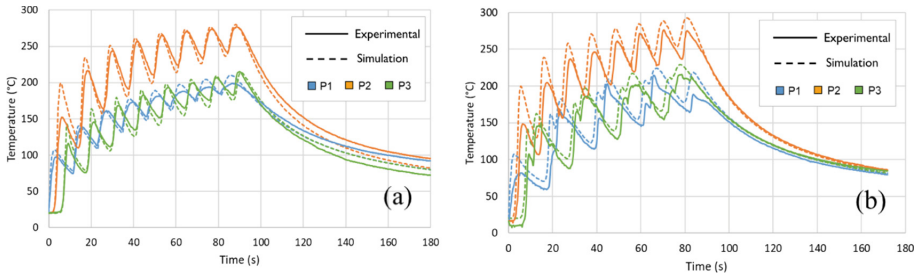 300
250
200
150
100
50
0
Temperature (°C)
0 20 40 60 80 100 120 140 160 180
Time (s)
Experimental
Simulation
P1 P2 P3
(a)
300
250
200
150
100
50
0
Temperature (°C)
0 20 40 60 80 100 120 140 160 180
Time (s)
Experimental
Simulation
P1 P2 P3
(b)